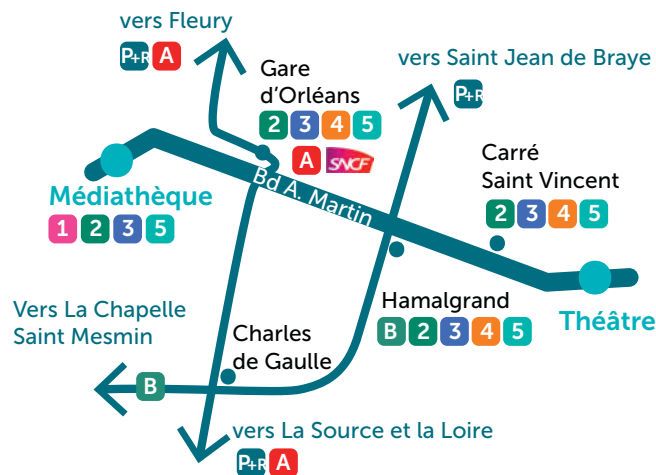 vers Fleury
P+R A
Gare
d'Orléans
2 3 4 5
A SNCF
vers Saint Jean de Braye
P+R
Bd A. Martin
Carré
Saint Vincent
2 3 4 5
Médiathèque
1 2 3 5
Hamalgrand
B 2 3 4 5
Théâtre
Vers La Chapelle
Saint Mesmin
B
Charles
de Gaulle
vers La Source et la Loire
P+R A